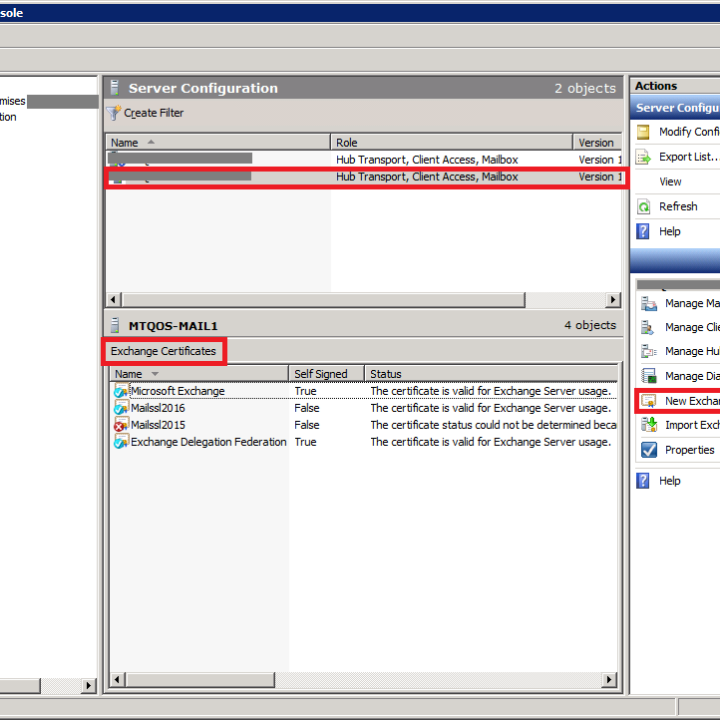 sole
mises
tion
Server Configuration 2 objects
Create Filter
Name Role Version
Hub Transport, Client Access, Mailbox Version 1
Hub Transport, Client Access, Mailbox Version 1
MTQOS-MAIL1 4 objects
Exchange Certificates
Name Self Signed Status
Microsoft Exchange True The certificate is valid for Exchange Server usage.
Mailssl2016 False The certificate is valid for Exchange Server usage.
Mailssl2015 False The certificate status could not be determined beca
Exchange Delegation Federation True The certificate is valid for Exchange Server usage.
Actions
Server Configu
Modify Confi
Export List...
View
Refresh
Help
Manage Ma
Manage Clie
Manage Hu
Manage Dia
New Exchan
Import Exch
Properties
Help